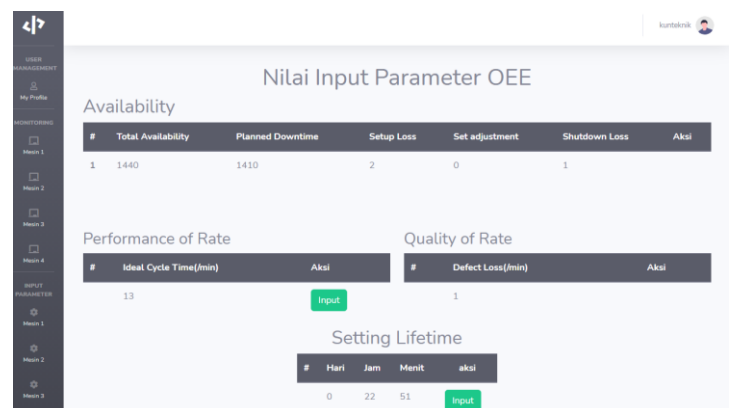 kunteknik
USER
MANAGEMENT
My Profile
MONITORING
Mesin 1
Mesin 2
Mesin 3
Mesin 4
INPUT
PARAMETER
Mesin 1
Mesin 2
Mesin 3
Nilai Input Parameter OEE
Availability
# Total Availability Planned Downtime Setup Loss Set adjustment Shutdown Loss Aksi
1 1440 1410 2 0 1
Performance of Rate
# Ideal Cycle Time(/min) Aksi
13 Input
Quality of Rate
# Defect Loss(/min) Aksi
1
Setting Lifetime
# Hari Jam Menit aksi
0 22 51 Input